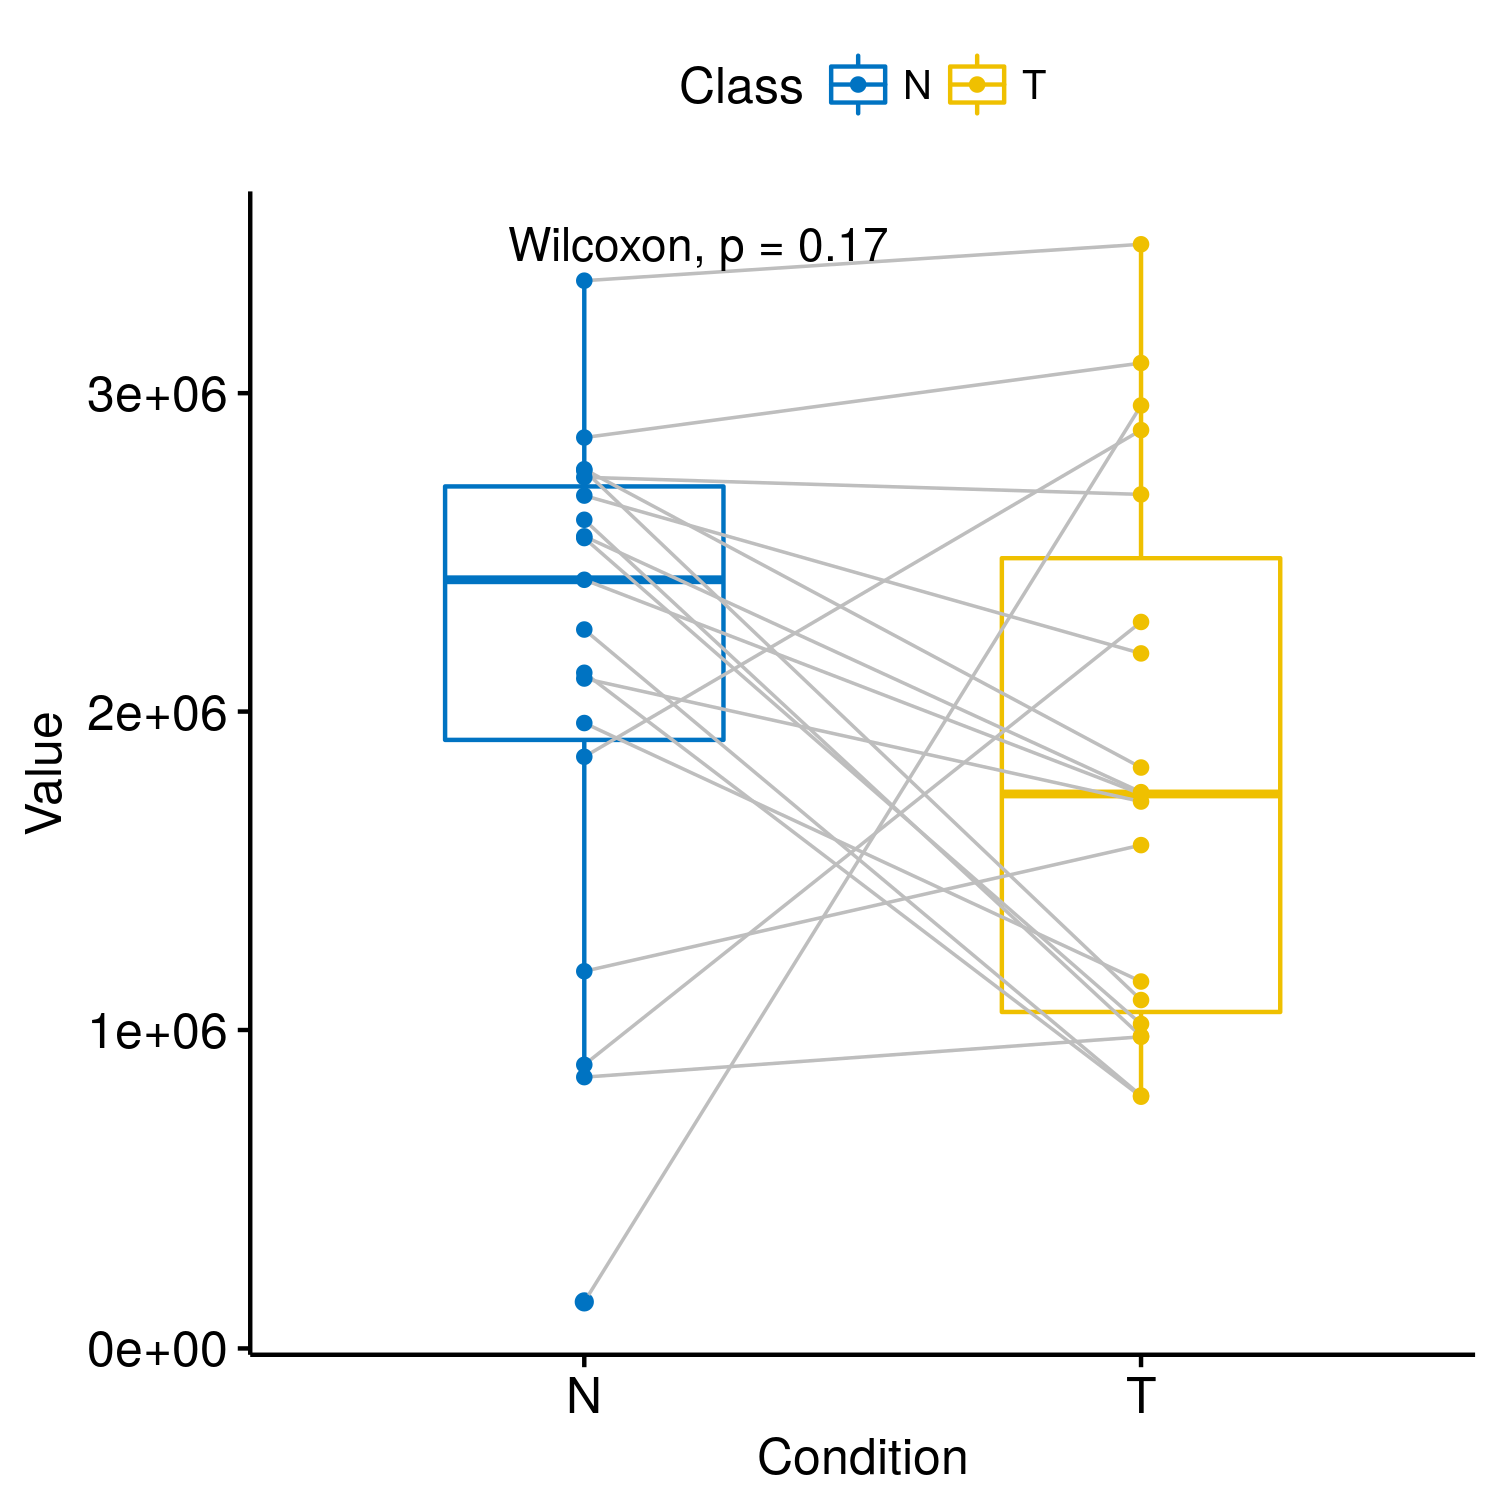 Class N T
Wilcoxon, p = 0.17
3e+06
2e+06
1e+06
0e+00
Value
N T
Condition